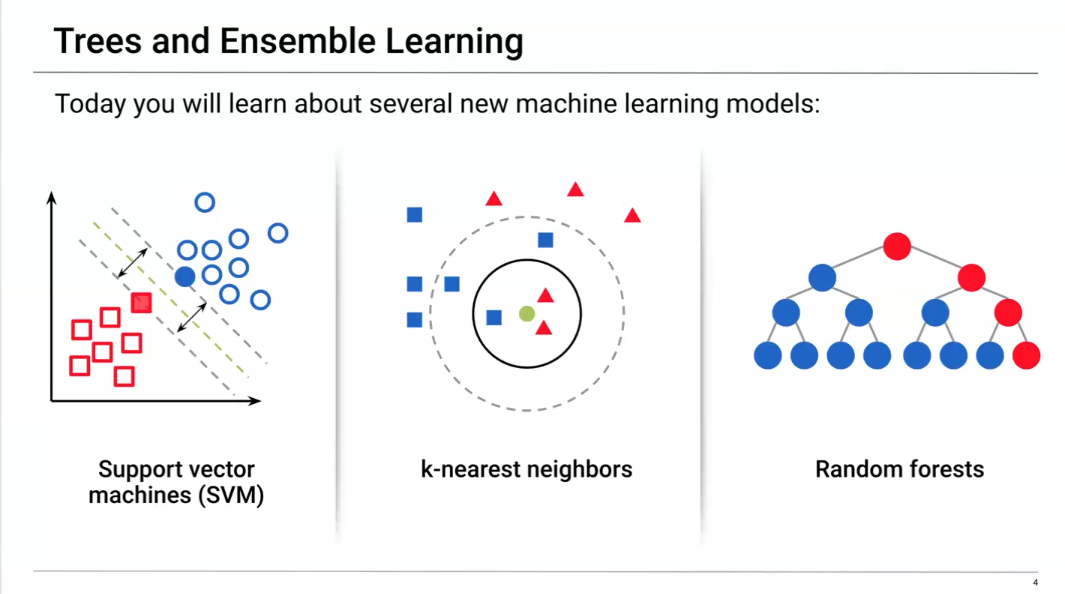 Trees and Ensemble Learning
Today you will learn about several new machine learning models:
Support vector
machines (SVM)
k-nearest neighbors
Random forests
4